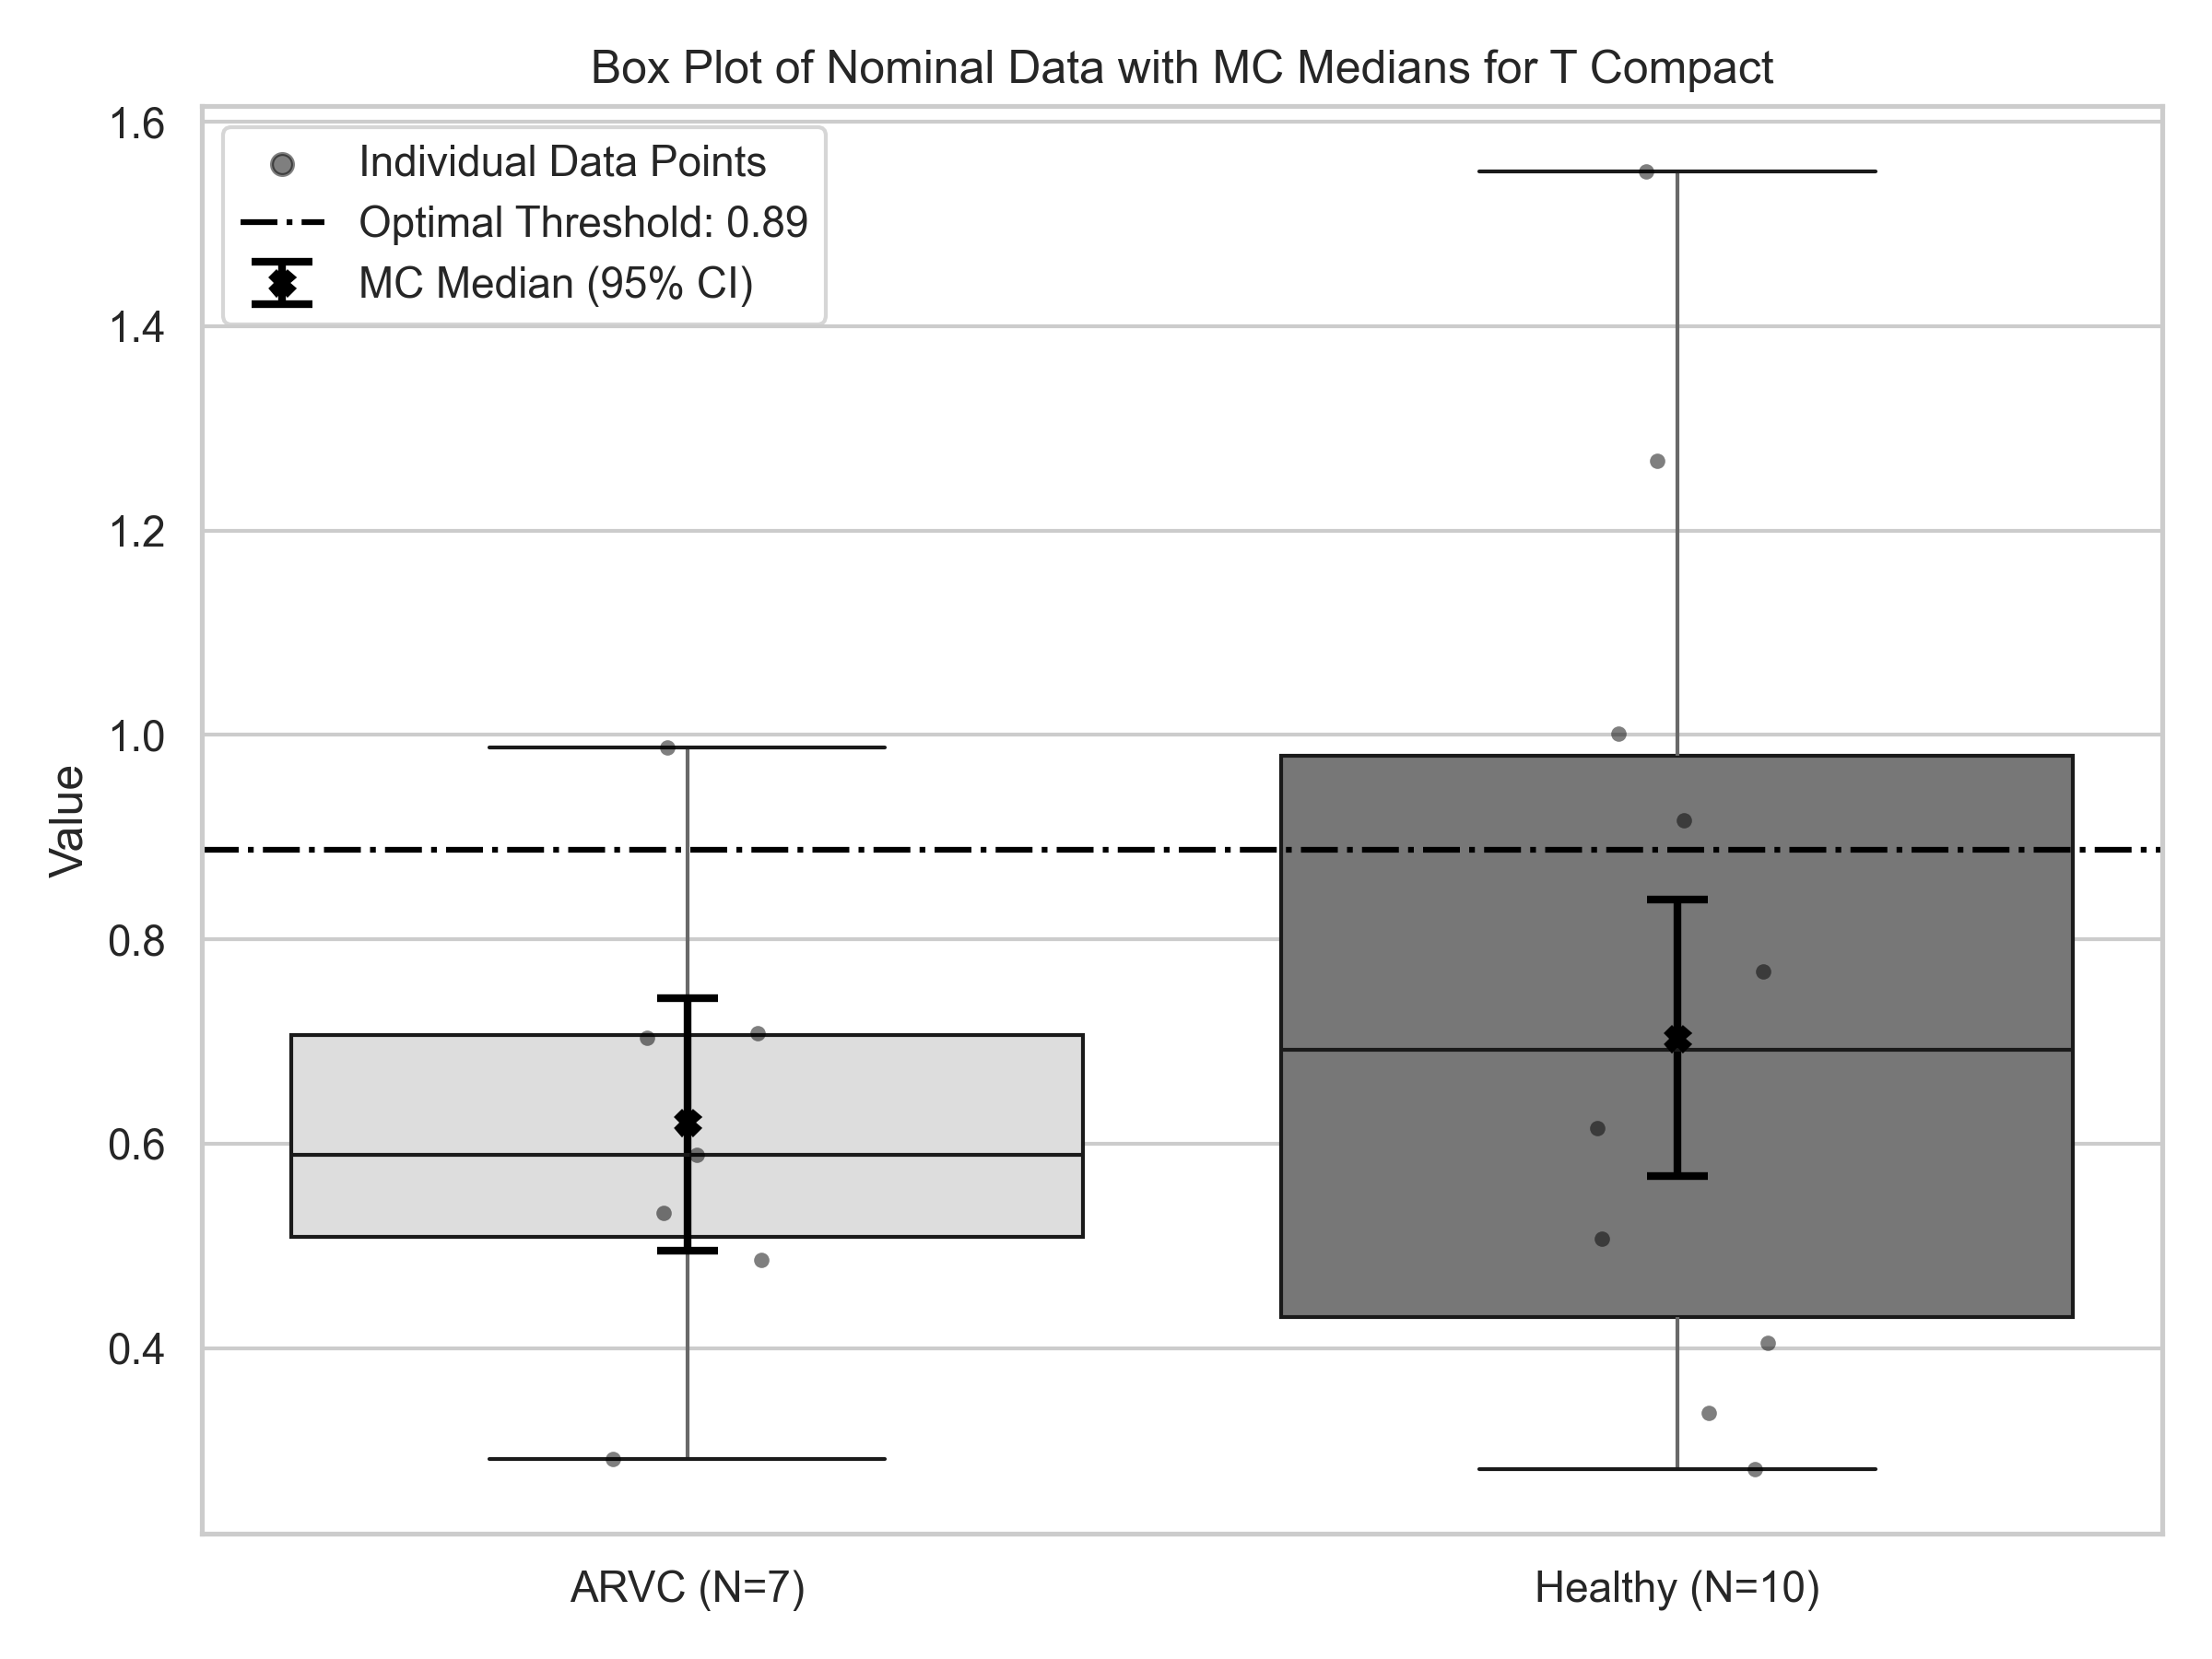 Box Plot of Nominal Data with MC Medians for T Compact
Individual Data Points
Optimal Threshold: 0.89
MC Median (95% CI)
Value
1.6
1.4
1.2
1.0
0.8
0.6
0.4
ARVC (N=7)
Healthy (N=10)